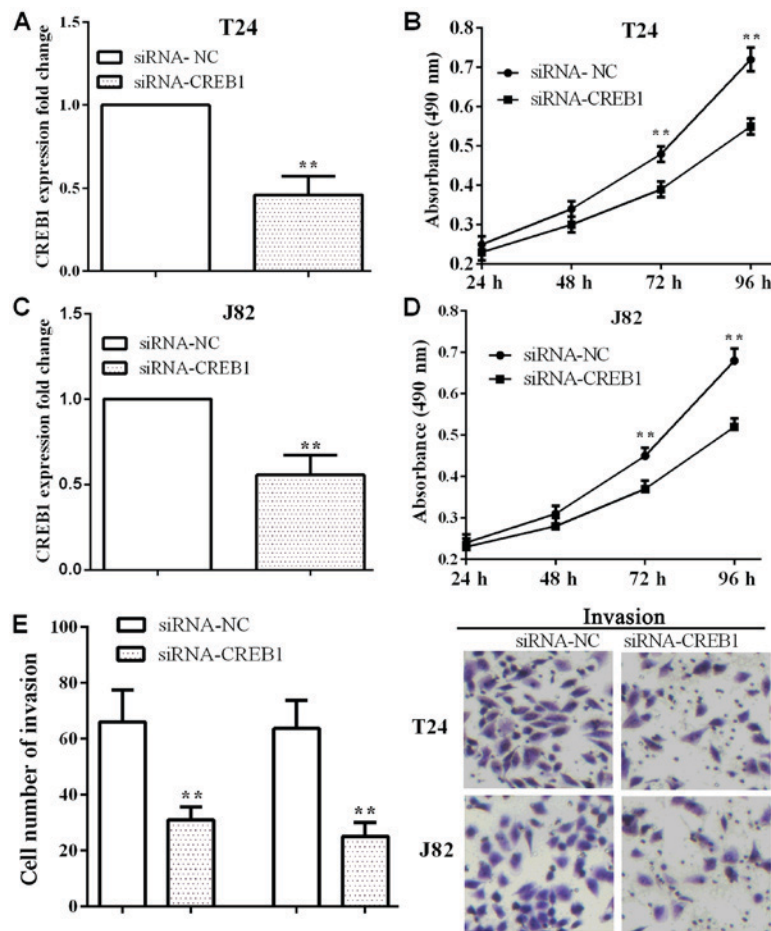 A
T24
siRNA- NC
siRNA-CREB1
CREB1 expression fold change
1.5
1.0
0.5
0.0
**
B
T24
siRNA- NC
siRNA-CREB1
Absorbance (490 nm)
0.8
0.7
0.6
0.5
0.4
0.3
0.2
**
**
24 h 48 h 72 h 96 h
C
J82
siRNA-NC
siRNA-CREB1
CREB1 expression fold change
1.5
1.0
0.5
0.0
**
D
J82
siRNA-NC
siRNA-CREB1
Absorbance (490 nm)
0.8
0.7
0.6
0.5
0.4
0.3
0.2
**
**
24 h 48 h 72 h 96 h
E
siRNA-NC
siRNA-CREB1
Cell number of invasion
100
80
60
40
20
0
**
**
Invasion
siRNA-NC siRNA-CREB1
T24
J82